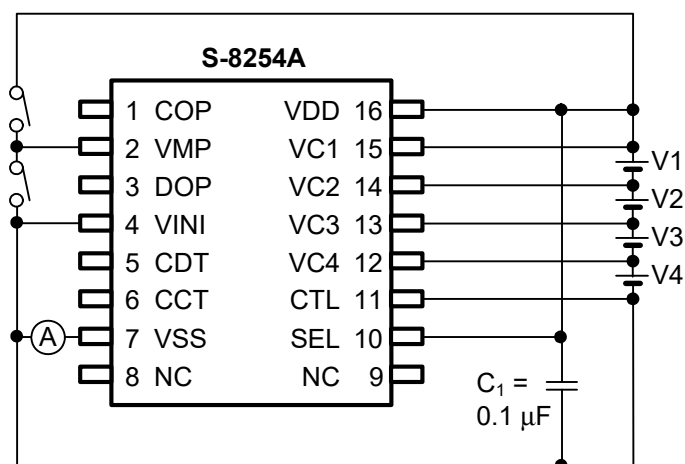 S-8254A
1 COP VDD 16
2 VMP VC1 15
3 DOP VC2 14
4 VINI VC3 13
5 CDT VC4 12
6 CCT CTL 11
7 VSS SEL 10
8 NC NC 9
A
V1
V2
V3
V4
C₁ =
0.1 μF